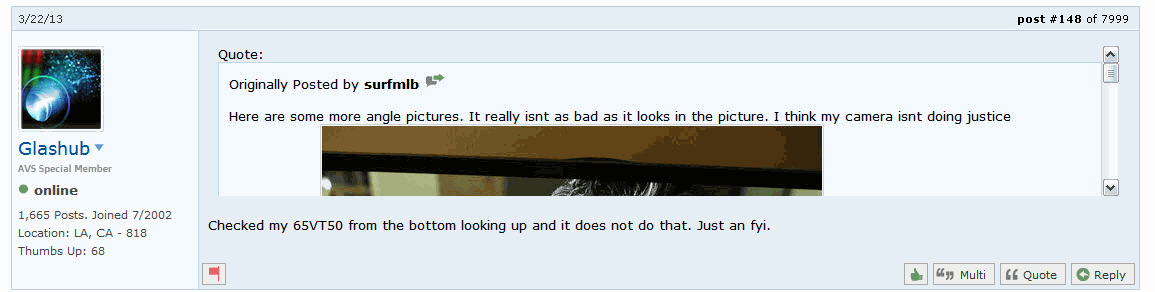 3/22/13
post #148 of 7999
Quote:
Originally Posted by surfmlb
Here are some more angle pictures. It really isnt as bad as it looks in the picture. I think my camera isnt doing justice
Glashub
AVS Special Member
online
1,665 Posts. Joined 7/2002
Location: LA, CA - 818
Thumbs Up: 68
Checked my 65VT50 from the bottom looking up and it does not do that. Just an fyi.
Multi
Quote
Reply